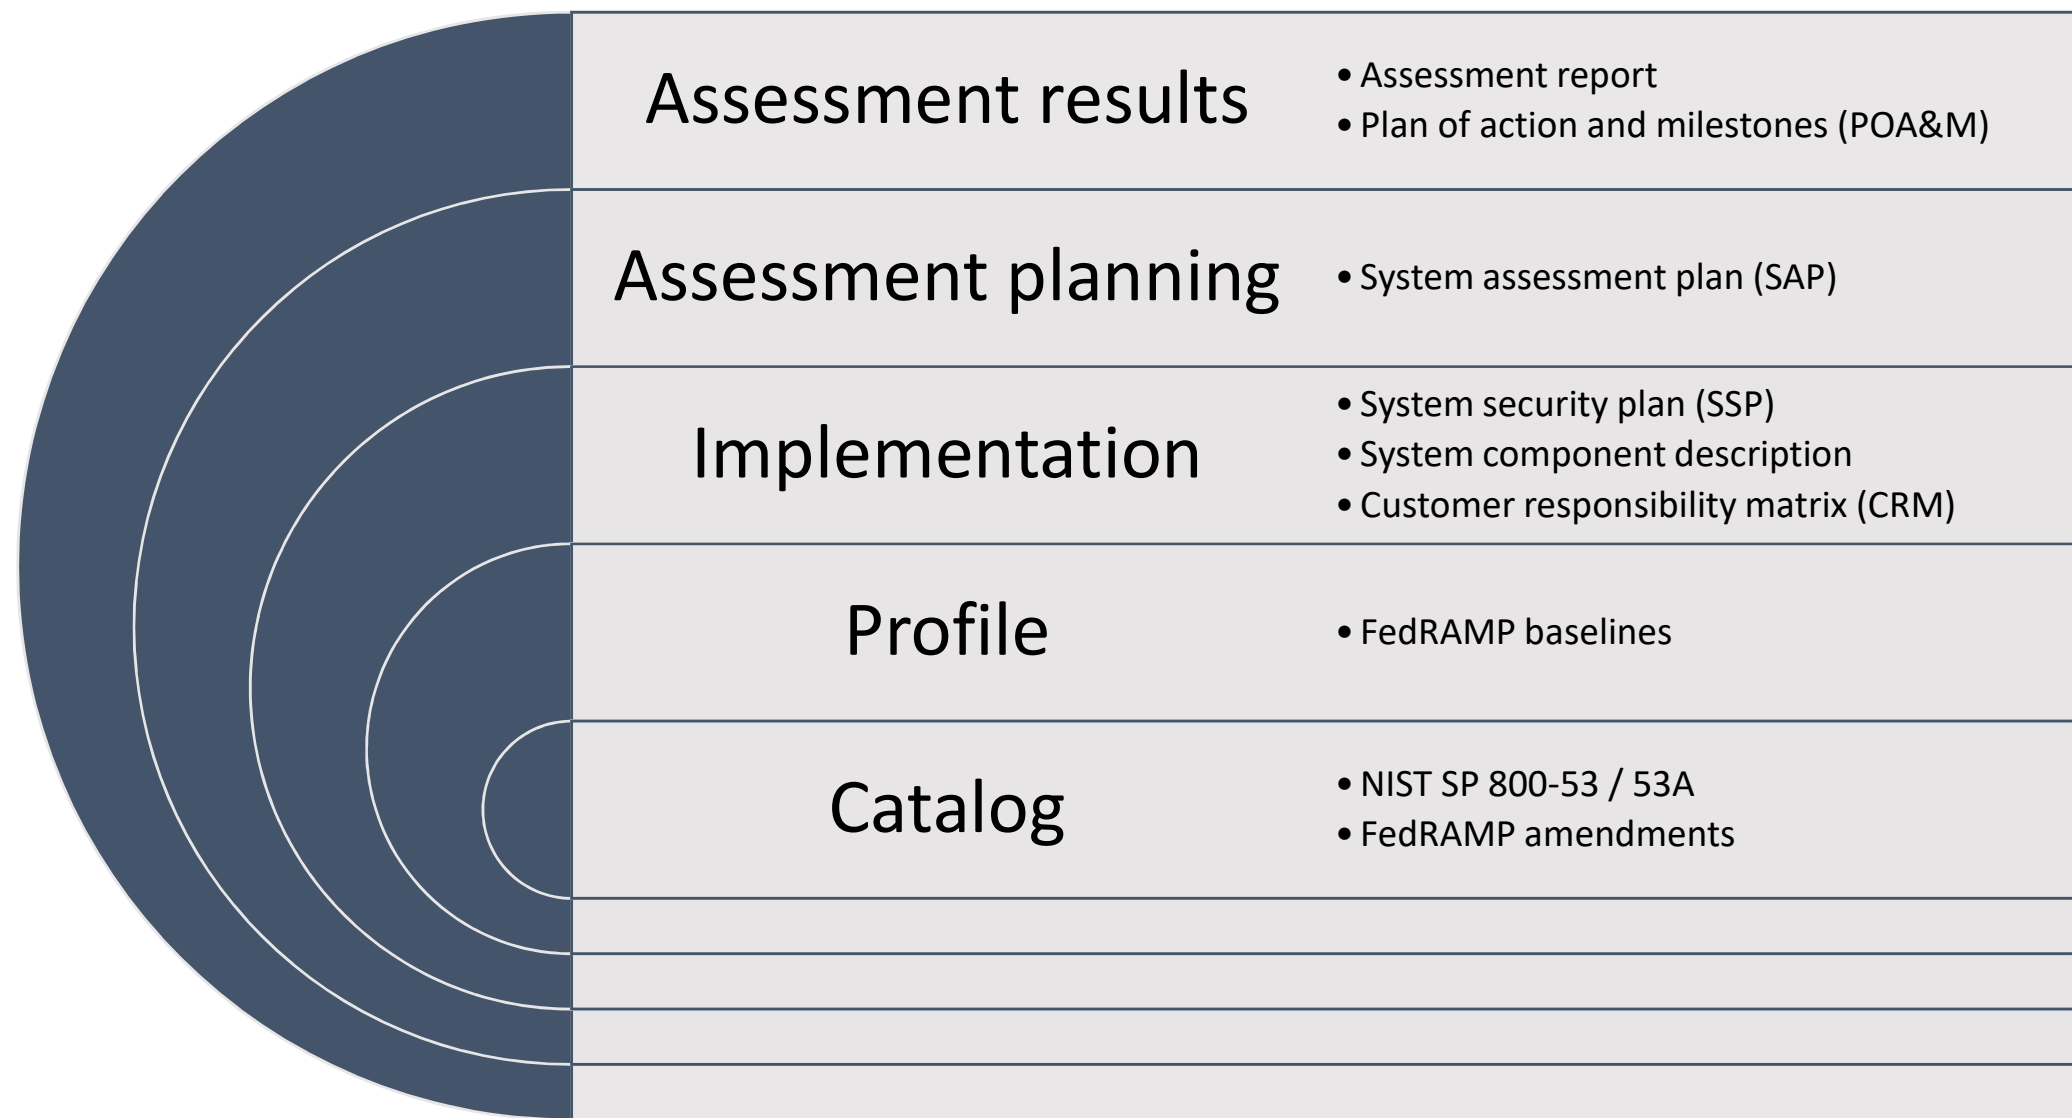 Assessment results
• Assessment report
• Plan of action and milestones (POA&M)
Assessment planning
• System assessment plan (SAP)
Implementation
• System security plan (SSP)
• System component description
• Customer responsibility matrix (CRM)
Profile
• FedRAMP baselines
Catalog
• NIST SP 800-53 / 53A
• FedRAMP amendments